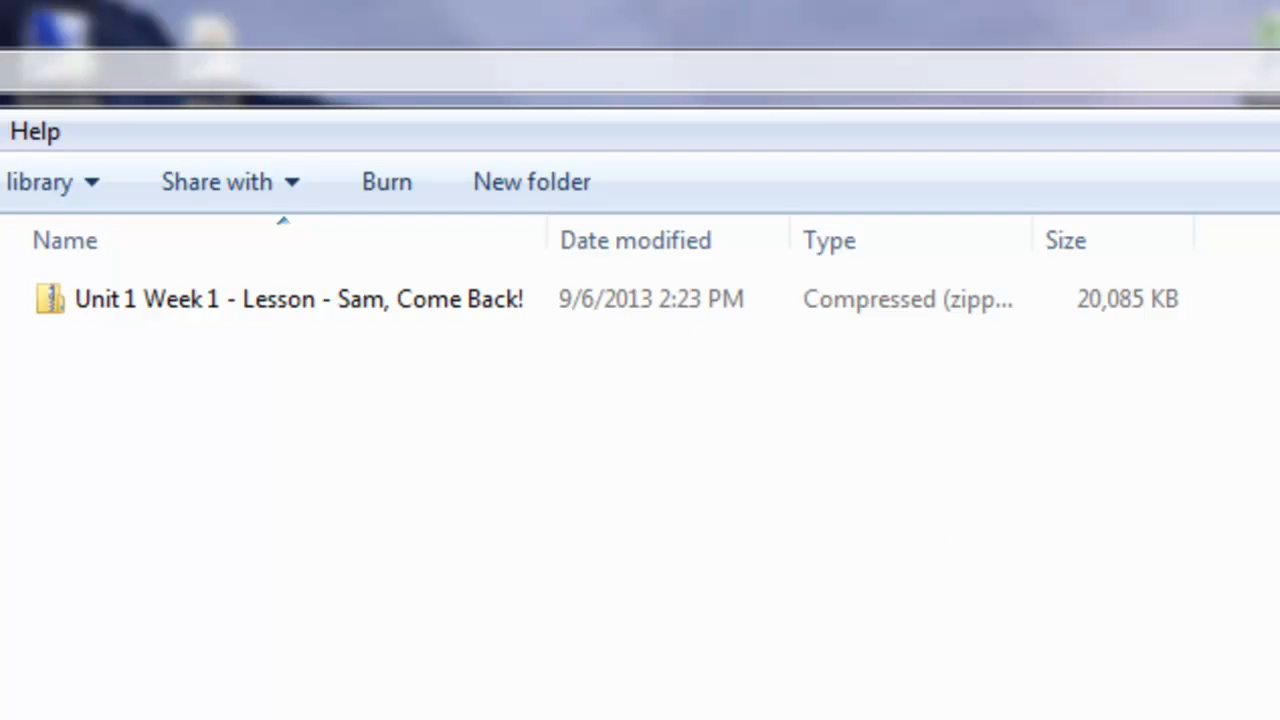 Help
library Share with Burn New folder
Name Date modified Type Size
Unit 1 Week 1 - Lesson - Sam, Come Back! 9/6/2013 2:23 PM Compressed (zipp... 20,085 KB